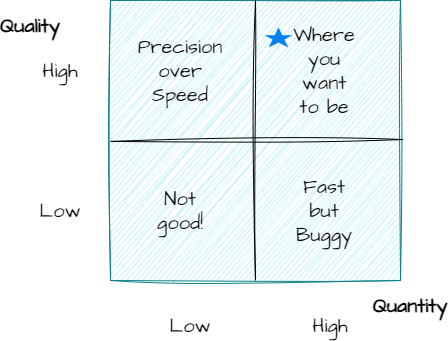 Quality
High
Precision
over
Speed
Where
you
want
to be
Low
Not
good!
Fast
but
Buggy
Quantity
Low
High